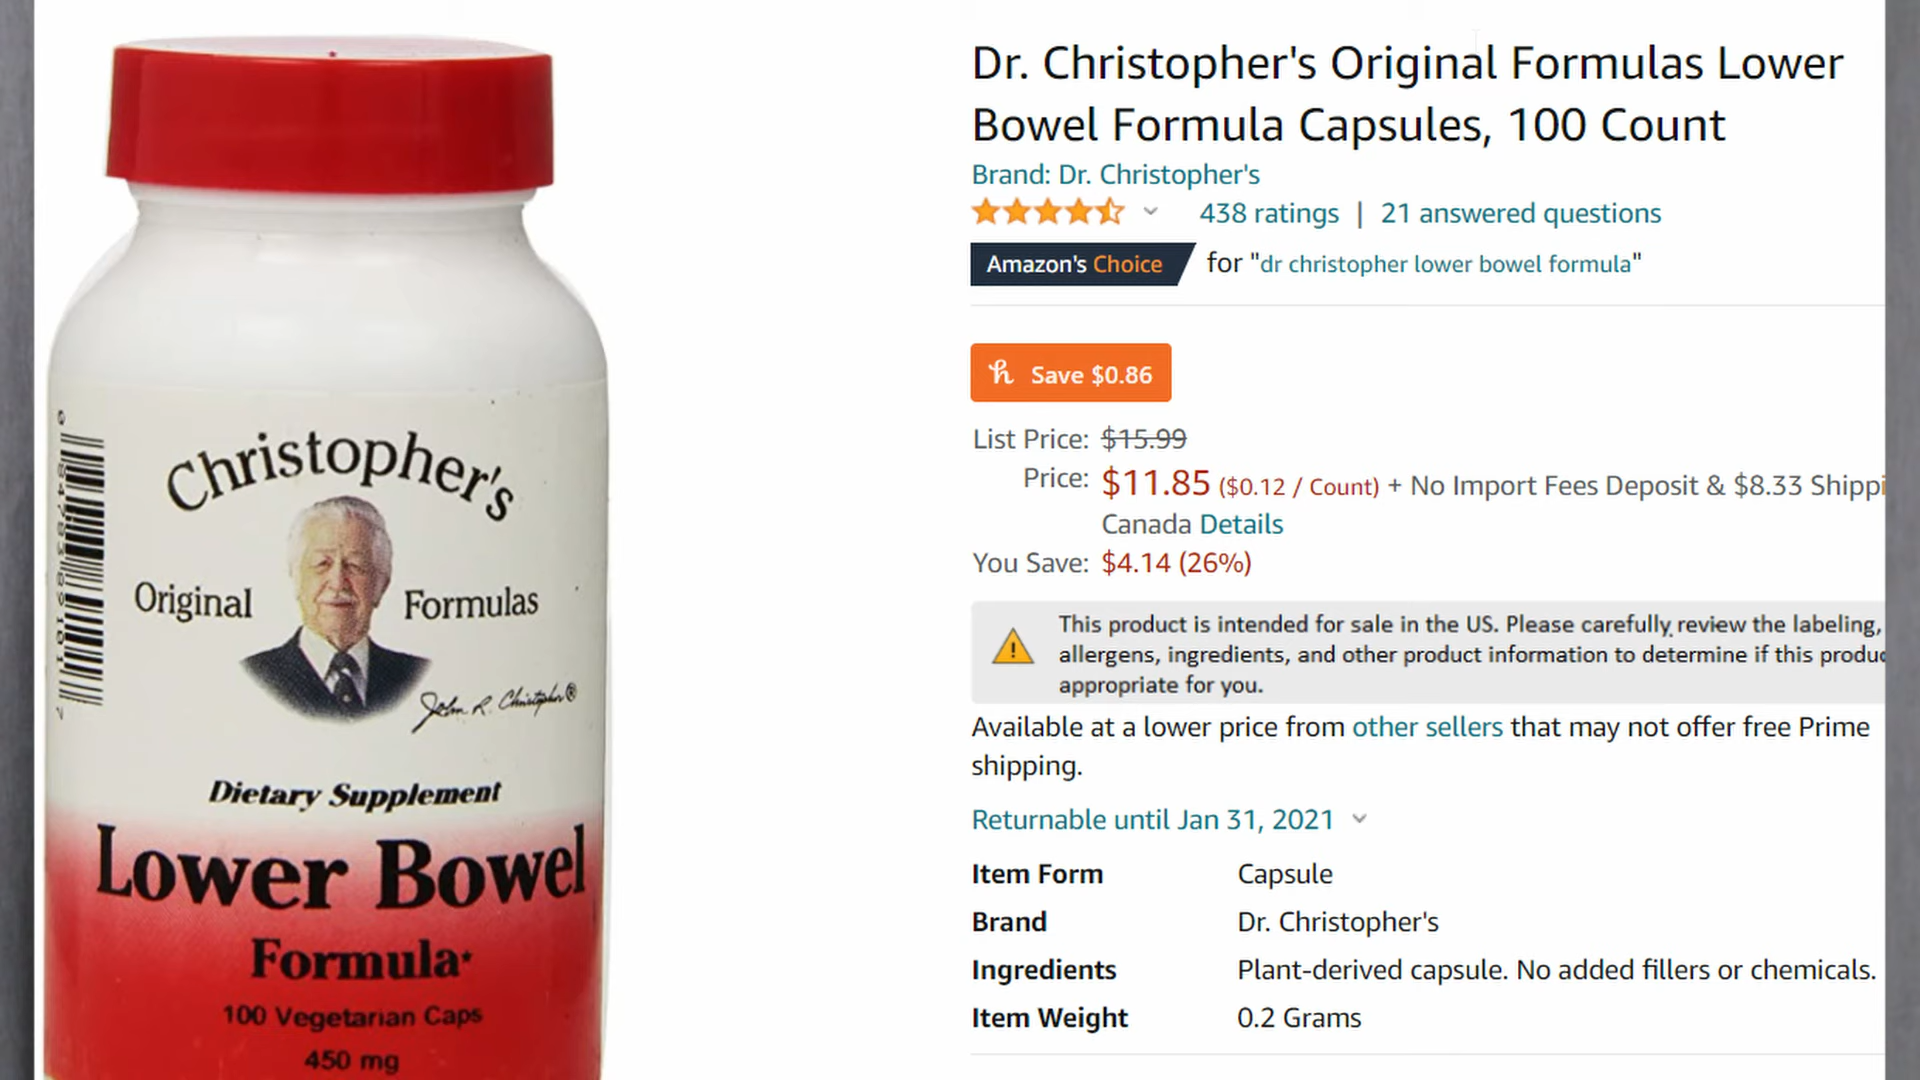 Christopher's
Original Formulas
John R. Christopher®
Dietary Supplement
Lower Bowel
Formula*
100 Vegetarian Caps
450 mg
Dr. Christopher's Original Formulas Lower
Bowel Formula Capsules, 100 Count
Brand: Dr. Christopher's
438 ratings | 21 answered questions
Amazon's Choice for "dr christopher lower bowel formula"
Save $0.86
List Price: $15.99
Price: $11.85 ($0.12 / Count) + No Import Fees Deposit & $8.33 Shippi
Canada Details
You Save: $4.14 (26%)
This product is intended for sale in the US. Please carefully review the labeling,
allergens, ingredients, and other product information to determine if this produc
appropriate for you.
Available at a lower price from other sellers that may not offer free Prime
shipping.
Returnable until Jan 31, 2021
Item Form Capsule
Brand Dr. Christopher's
Ingredients Plant-derived capsule. No added fillers or chemicals.
Item Weight 0.2 Grams